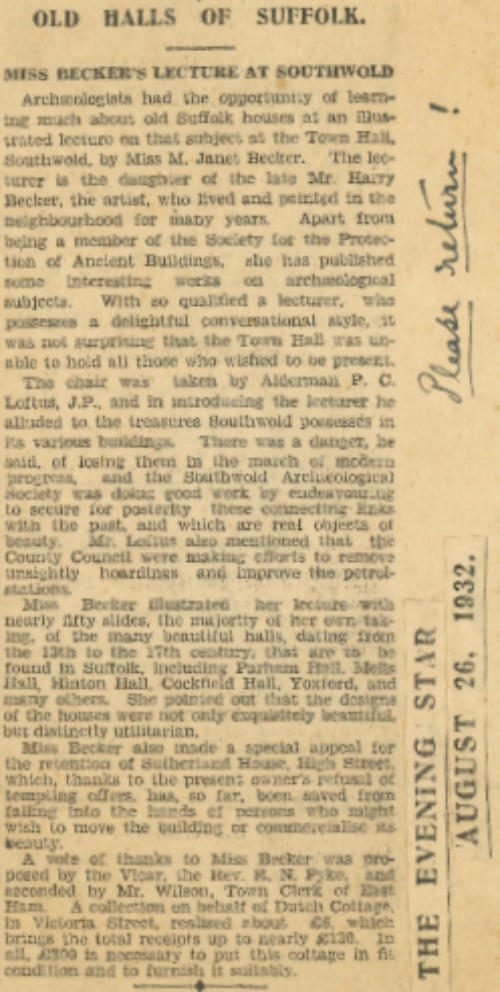 OLD HALLS OF SUFFOLK.
MISS BECKER'S LECTURE AT SOUTHWOLD
Archæologists had the opportunity of learn-
ing much about old Suffolk houses at an illus-
trated lecture on that subject at the Town Hall,
Southwold, by Miss M. Janet Becker. The lec-
turer is the daughter of the late Mr. Harry
Becker, the artist, who lived and painted in the
neighbourhood for many years. Apart from
being a member of the Society for the Protec-
tion of Ancient Buildings, she has published
some interesting works on archæological
subjects. With so qualified a lecturer, who
possesses a delightful conversational style, it
was not surprising that the Town Hall was un-
able to hold all those who wished to be present.
The chair was taken by Alderman P. C.
Loftus, J.P., and in introducing the lecturer he
alluded to the treasures Southwold possesses in
its various buildings. There was a danger, he
said, of losing them in the march of modern
progress, and the Southwold Archæological
Society was doing good work by endeavouring
to secure for posterity these connecting links
with the past, and which are real objects of
beauty. Mr. Loftus also mentioned that the
County Council were making efforts to remove
unsightly hoardings and improve the petrol-
stations.
Miss Becker illustrated her lecture with
nearly fifty slides, the majority of her own tak-
ing, of the many beautiful halls, dating from
the 13th to the 17th century, that are to be
found in Suffolk, including Parham Hall, Mells
Hall, Hinton Hall, Cockfield Hall, Yoxford, and
many others. She pointed out that the designs
of the houses were not only exquisitely beautiful,
but distinctly utilitarian.
Miss Becker also made a special appeal for
the retention of Sutherland House, High Street,
which, thanks to the present owner's refusal of
tempting offers, has, so far, been saved from
falling into the hands of persons who might
wish to move the building or commercialise its
beauty.
A vote of thanks to Miss Becker was pro-
posed by the Vicar, the Rev. R. N. Pyke, and
seconded by Mr. Wilson, Town Clerk of East
Ham. A collection on behalf of Dutch Cottage,
in Victoria Street, realised about £6, which
brings the total receipts up to nearly £130. In
all, £300 is necessary to put this cottage in fit
condition and to furnish it suitably.
Please return!
THE EVENING STAR
AUGUST 26, 1932.